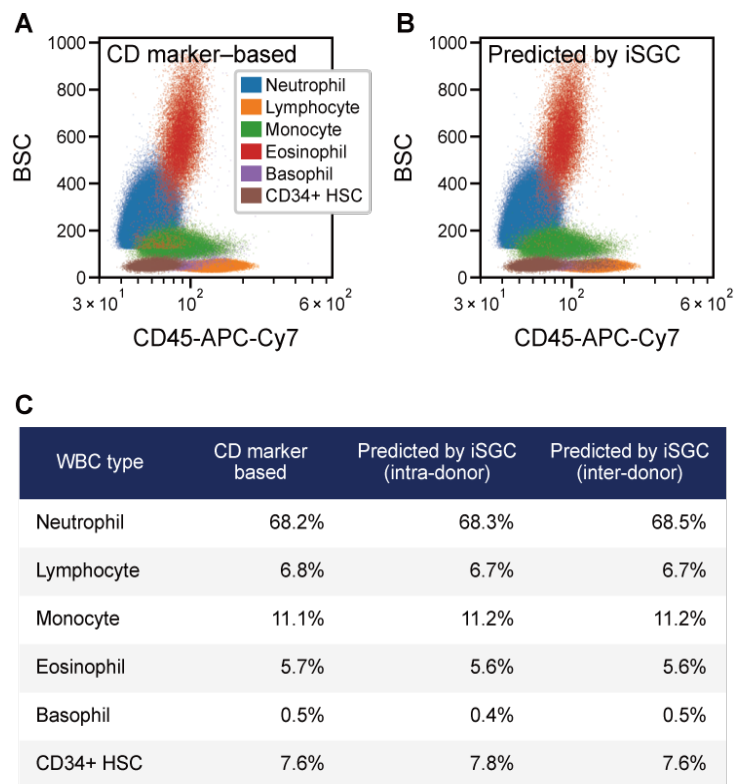 A
CD marker–based
BSC
1000
800
600
400
200
0
Neutrophil
Lymphocyte
Monocyte
Eosinophil
Basophil
CD34+ HSC
3 × 10¹
10²
6 × 10²
CD45-APC-Cy7
B
Predicted by iSGC
BSC
1000
800
600
400
200
0
3 × 10¹
10²
6 × 10²
CD45-APC-Cy7
C
WBC type
CD marker
based
Predicted by iSGC
(intra-donor)
Predicted by iSGC
(inter-donor)
Neutrophil 68.2% 68.3% 68.5%
Lymphocyte 6.8% 6.7% 6.7%
Monocyte 11.1% 11.2% 11.2%
Eosinophil 5.7% 5.6% 5.6%
Basophil 0.5% 0.4% 0.5%
CD34+ HSC 7.6% 7.8% 7.6%